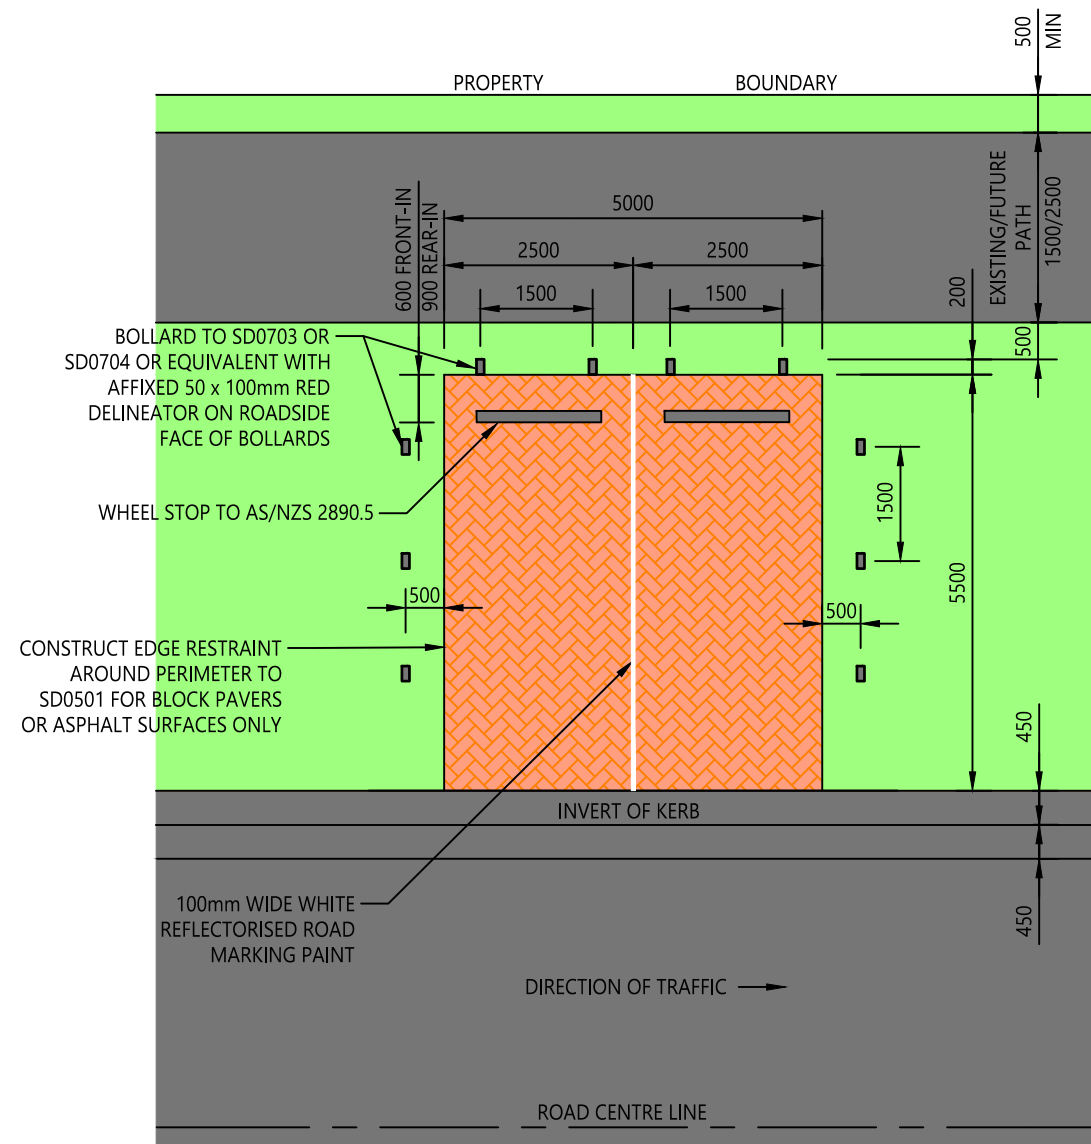 500
MIN
PROPERTY BOUNDARY
EXISTING/FUTURE
PATH
1500/2500
600 FRONT-IN
900 REAR-IN
5000
2500 2500
1500 1500
200
500
BOLLARD TO SD0703 OR
SD0704 OR EQUIVALENT WITH
AFFIXED 50 x 100mm RED
DELINEATOR ON ROADSIDE
FACE OF BOLLARDS
WHEEL STOP TO AS/NZS 2890.5
1500
5500
500 500
CONSTRUCT EDGE RESTRAINT
AROUND PERIMETER TO
SD0501 FOR BLOCK PAVERS
OR ASPHALT SURFACES ONLY
450
INVERT OF KERB
450
100mm WIDE WHITE
REFLECTORISED ROAD
MARKING PAINT
DIRECTION OF TRAFFIC
ROAD CENTRE LINE